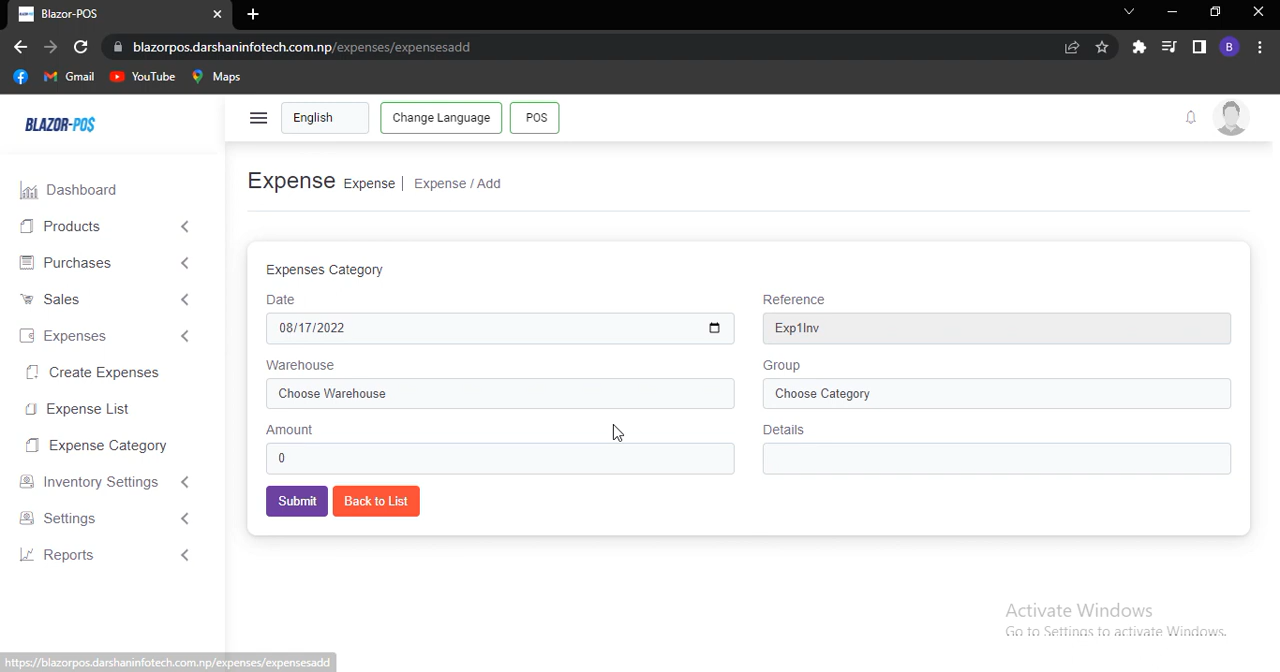 Blazor-POS
blazorpos.darshaninfotech.com.np/expenses/expensesadd
B
Gmail
YouTube
Maps
BLAZOR-POS
English
Change Language
POS
Dashboard
Products
Purchases
Sales
Expenses
Create Expenses
Expense List
Expense Category
Inventory Settings
Settings
Reports
Expense Expense | Expense / Add
Expenses Category
Date
08/17/2022
Reference
Exp1Inv
Warehouse
Choose Warehouse
Group
Choose Category
Amount
0
Details
Submit
Back to List
Activate Windows
Go to Settings to activate Windows.
https://blazorpos.darshaninfotech.com.np/expenses/expensesadd